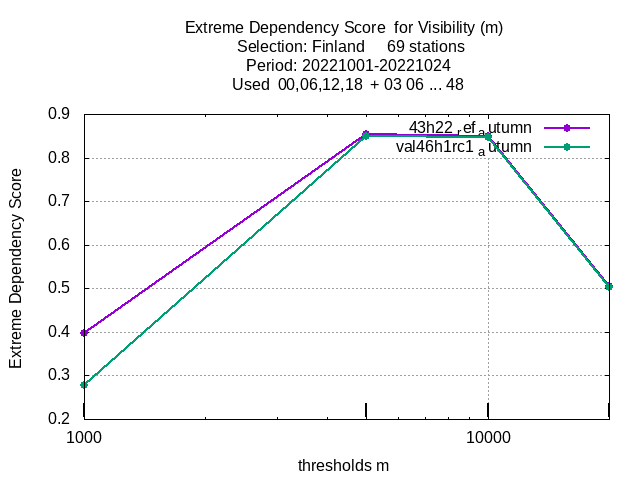 Extreme Dependency Score for Visibility (m)
Selection: Finland 69 stations
Period: 20221001-20221024
Used 00,06,12,18 + 03 06 ... 48
43h22_ref_autumn
val46h1rc1_autumn
Extreme Dependency Score
0.9
0.8
0.7
0.6
0.5
0.4
0.3
0.2
1000
10000
thresholds m